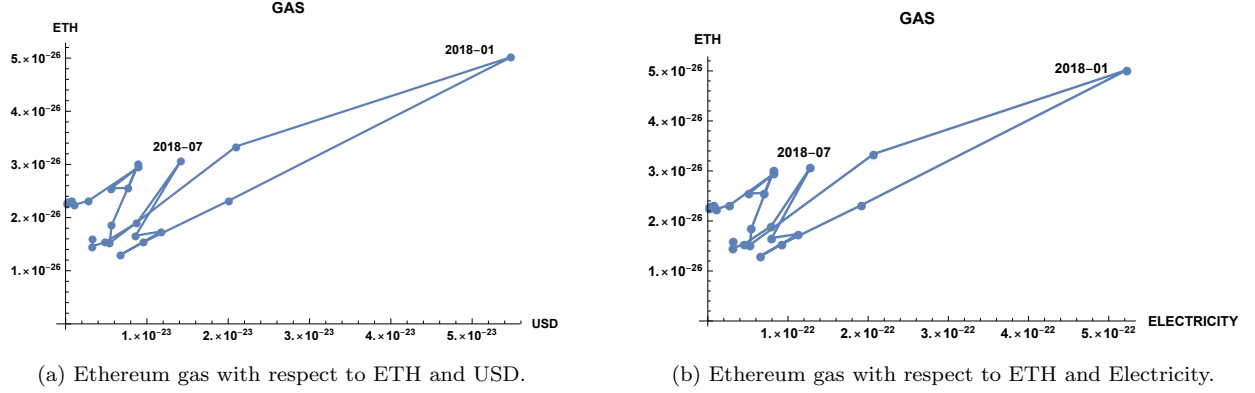 GAS
ETH
5.×10⁻²⁶
4.×10⁻²⁶
3.×10⁻²⁶
2.×10⁻²⁶
1.×10⁻²⁶
2018–01
2018–07
1.×10⁻²³ 2.×10⁻²³ 3.×10⁻²³ 4.×10⁻²³ 5.×10⁻²³ USD
(a) Ethereum gas with respect to ETH and USD.
GAS
ETH
5.×10⁻²⁶
4.×10⁻²⁶
3.×10⁻²⁶
2.×10⁻²⁶
1.×10⁻²⁶
2018–01
2018–07
1.×10⁻²² 2.×10⁻²² 3.×10⁻²² 4.×10⁻²² 5.×10⁻²² ELECTRICITY
(b) Ethereum gas with respect to ETH and Electricity.